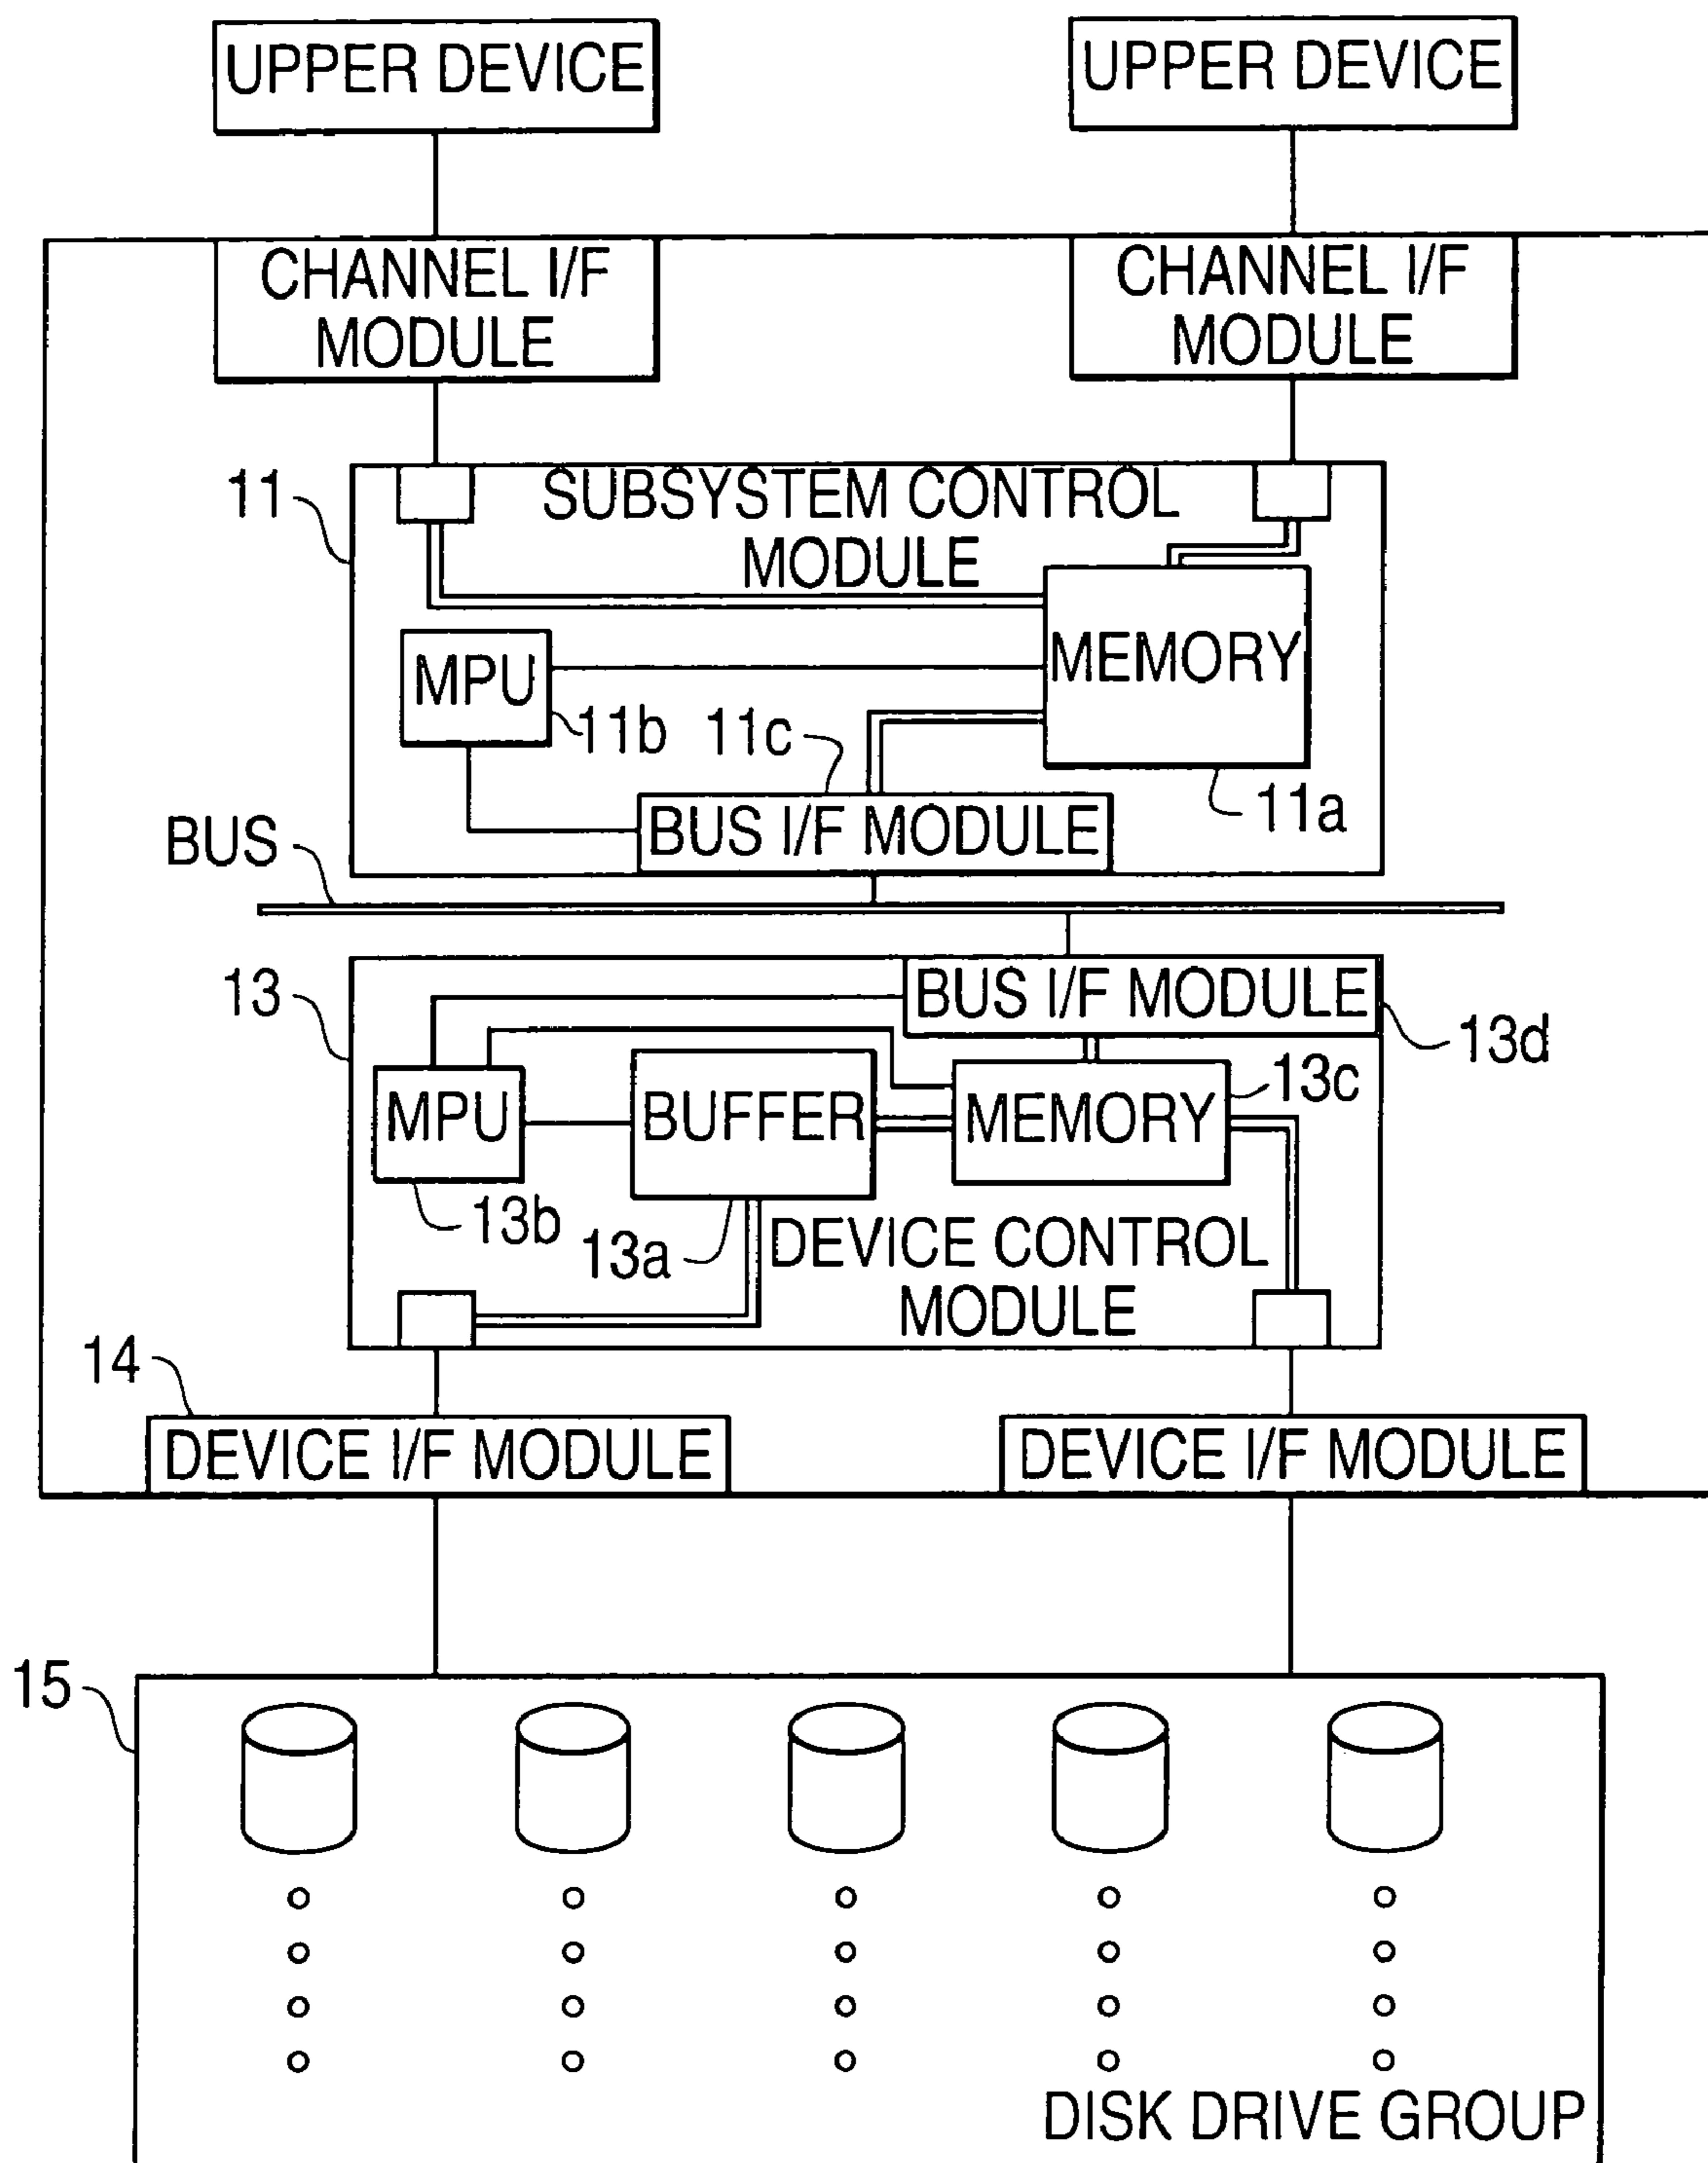 UPPER DEVICE
UPPER DEVICE
CHANNEL I/F
MODULE
CHANNEL I/F
MODULE
11
SUBSYSTEM CONTROL
MODULE
MPU
MEMORY
11b
11c
11a
BUS I/F MODULE
BUS
13
BUS I/F MODULE
13d
13c
MPU
BUFFER
MEMORY
13b
13a
DEVICE CONTROL
MODULE
14
DEVICE I/F MODULE
DEVICE I/F MODULE
15
DISK DRIVE GROUP